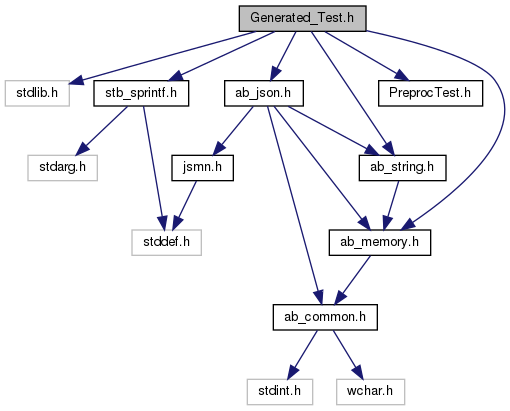 Generated_Test.h
stdlib.h
stb_sprintf.h
ab_json.h
PreprocTest.h
stdarg.h
jsmn.h
ab_string.h
stddef.h
ab_memory.h
ab_common.h
stdint.h
wchar.h